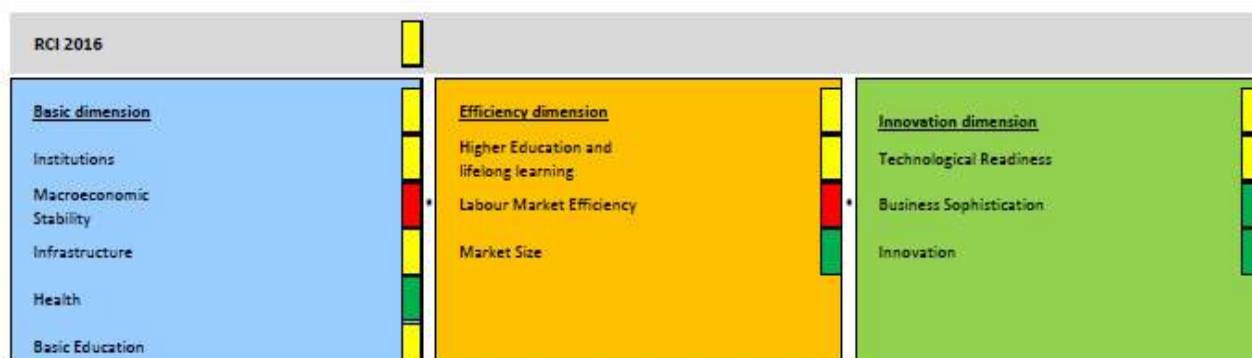 RCI 2016
Basic dimension
Institutions
Macroeconomic
Stability
Infrastructure
Health
Basic Education
Efficiency dimension
Higher Education and
lifelong learning
Labour Market Efficiency
Market Size
Innovation dimension
Technological Readiness
Business Sophistication
Innovation